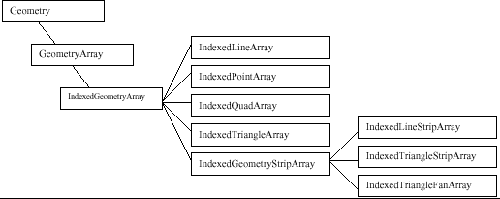 Geometry
GeometryArray
IndexedGeometryArray
IndexedLineArray
IndexedPointArray
IndexedQuadArray
IndexedTriangleArray
IndexedGeometryStripArray
IndexedLineStripArray
IndexedTriangleStripArray
IndexedTriangleFanArray